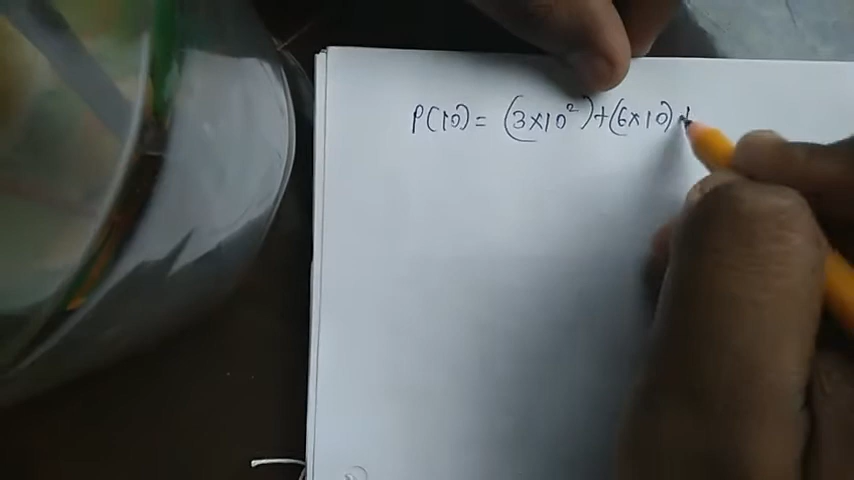 P(10) = (3×10²)+(6×10)+